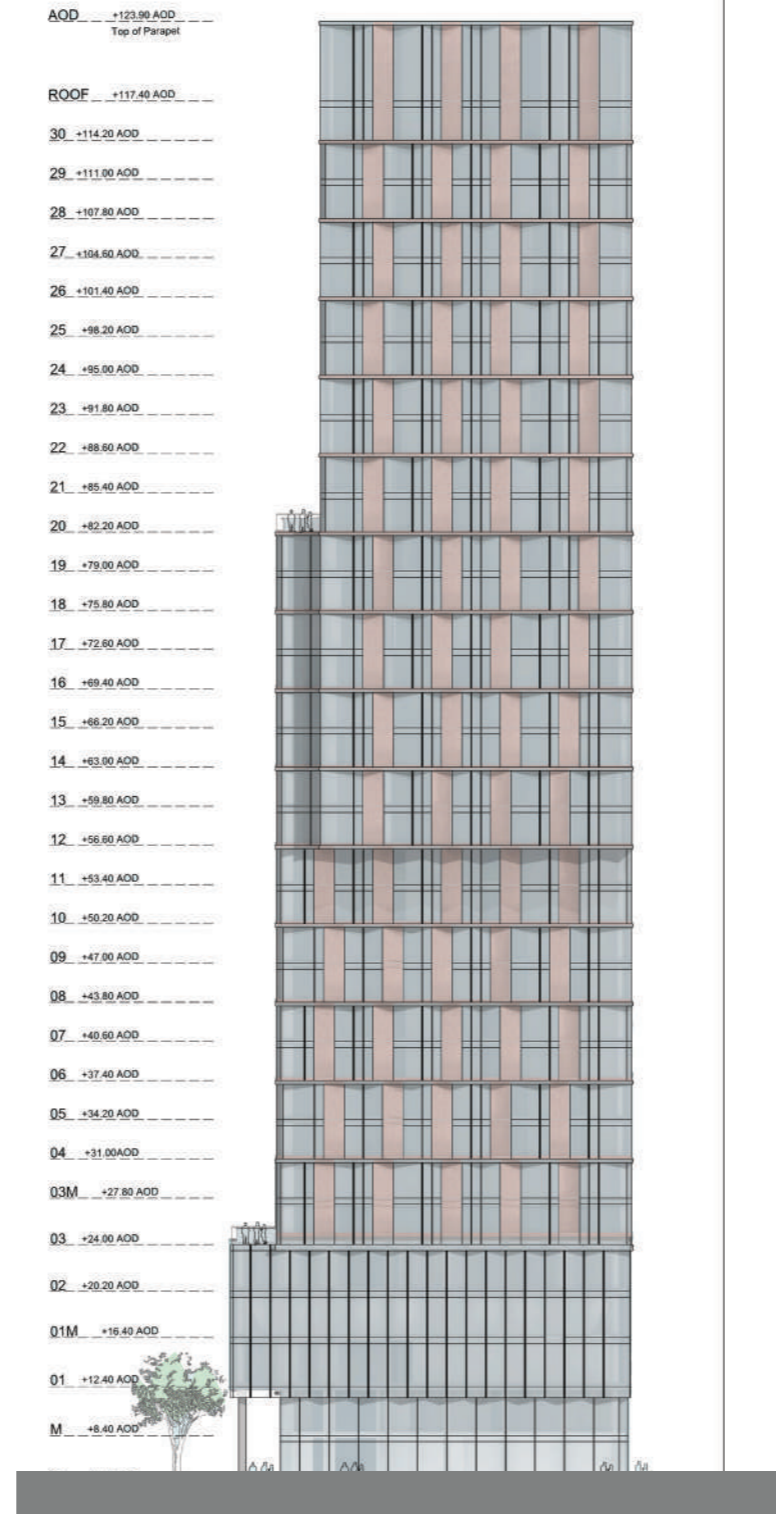 AOD +123.90 AOD
Top of Parapet
ROOF +117.40 AOD
30 +114.20 AOD
29 +111.00 AOD
28 +107.80 AOD
27 +104.60 AOD
26 +101.40 AOD
25 +98.20 AOD
24 +95.00 AOD
23 +91.80 AOD
22 +88.60 AOD
21 +85.40 AOD
20 +82.20 AOD
19 +79.00 AOD
18 +75.80 AOD
17 +72.60 AOD
16 +69.40 AOD
15 +66.20 AOD
14 +63.00 AOD
13 +59.80 AOD
12 +56.60 AOD
11 +53.40 AOD
10 +50.20 AOD
09 +47.00 AOD
08 +43.80 AOD
07 +40.60 AOD
06 +37.40 AOD
05 +34.20 AOD
04 +31.00AOD
03M +27.80 AOD
03 +24.00 AOD
02 +20.20 AOD
01M +16.40 AOD
01 +12.40 AOD
M +8.40 AOD